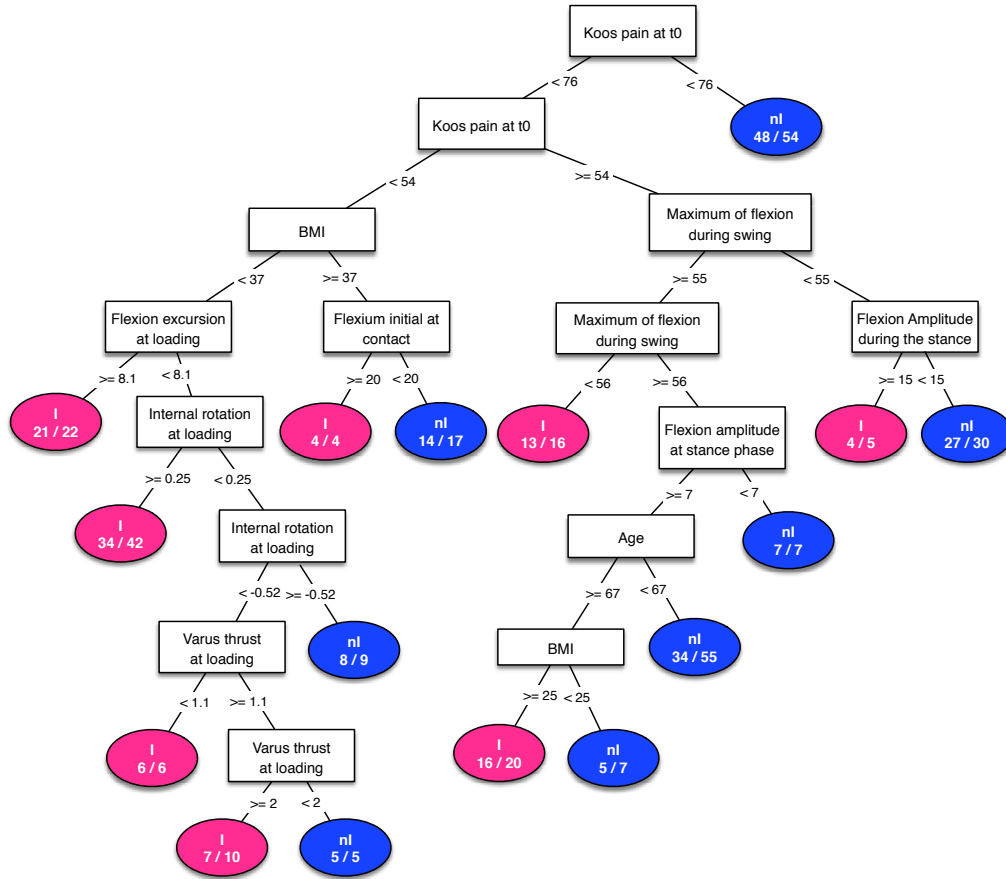 Koos pain at t0
< 76
< 76
Koos pain at t0
nl
48 / 54
< 54
>= 54
BMI
Maximum of flexion
during swing
< 37
>= 37
>= 55
< 55
Flexion excursion
at loading
Flexium initial at
contact
Maximum of flexion
during swing
Flexion Amplitude
during the stance
>= 8.1
< 8.1
>= 20
< 20
< 56
>= 56
>= 15
< 15
I
21 / 22
Internal rotation
at loading
I
4 / 4
nl
14 / 17
I
13 / 16
Flexion amplitude
at stance phase
I
4 / 5
nl
27 / 30
>= 0.25
< 0.25
>= 7
< 7
I
34 / 42
Internal rotation
at loading
Age
nl
7 / 7
< -0.52
>= -0.52
>= 67
< 67
Varus thrust
at loading
nl
8 / 9
BMI
nl
34 / 55
< 1.1
>= 1.1
>= 25
< 25
I
6 / 6
Varus thrust
at loading
I
16 / 20
nl
5 / 7
>= 2
< 2
I
7 / 10
nl
5 / 5